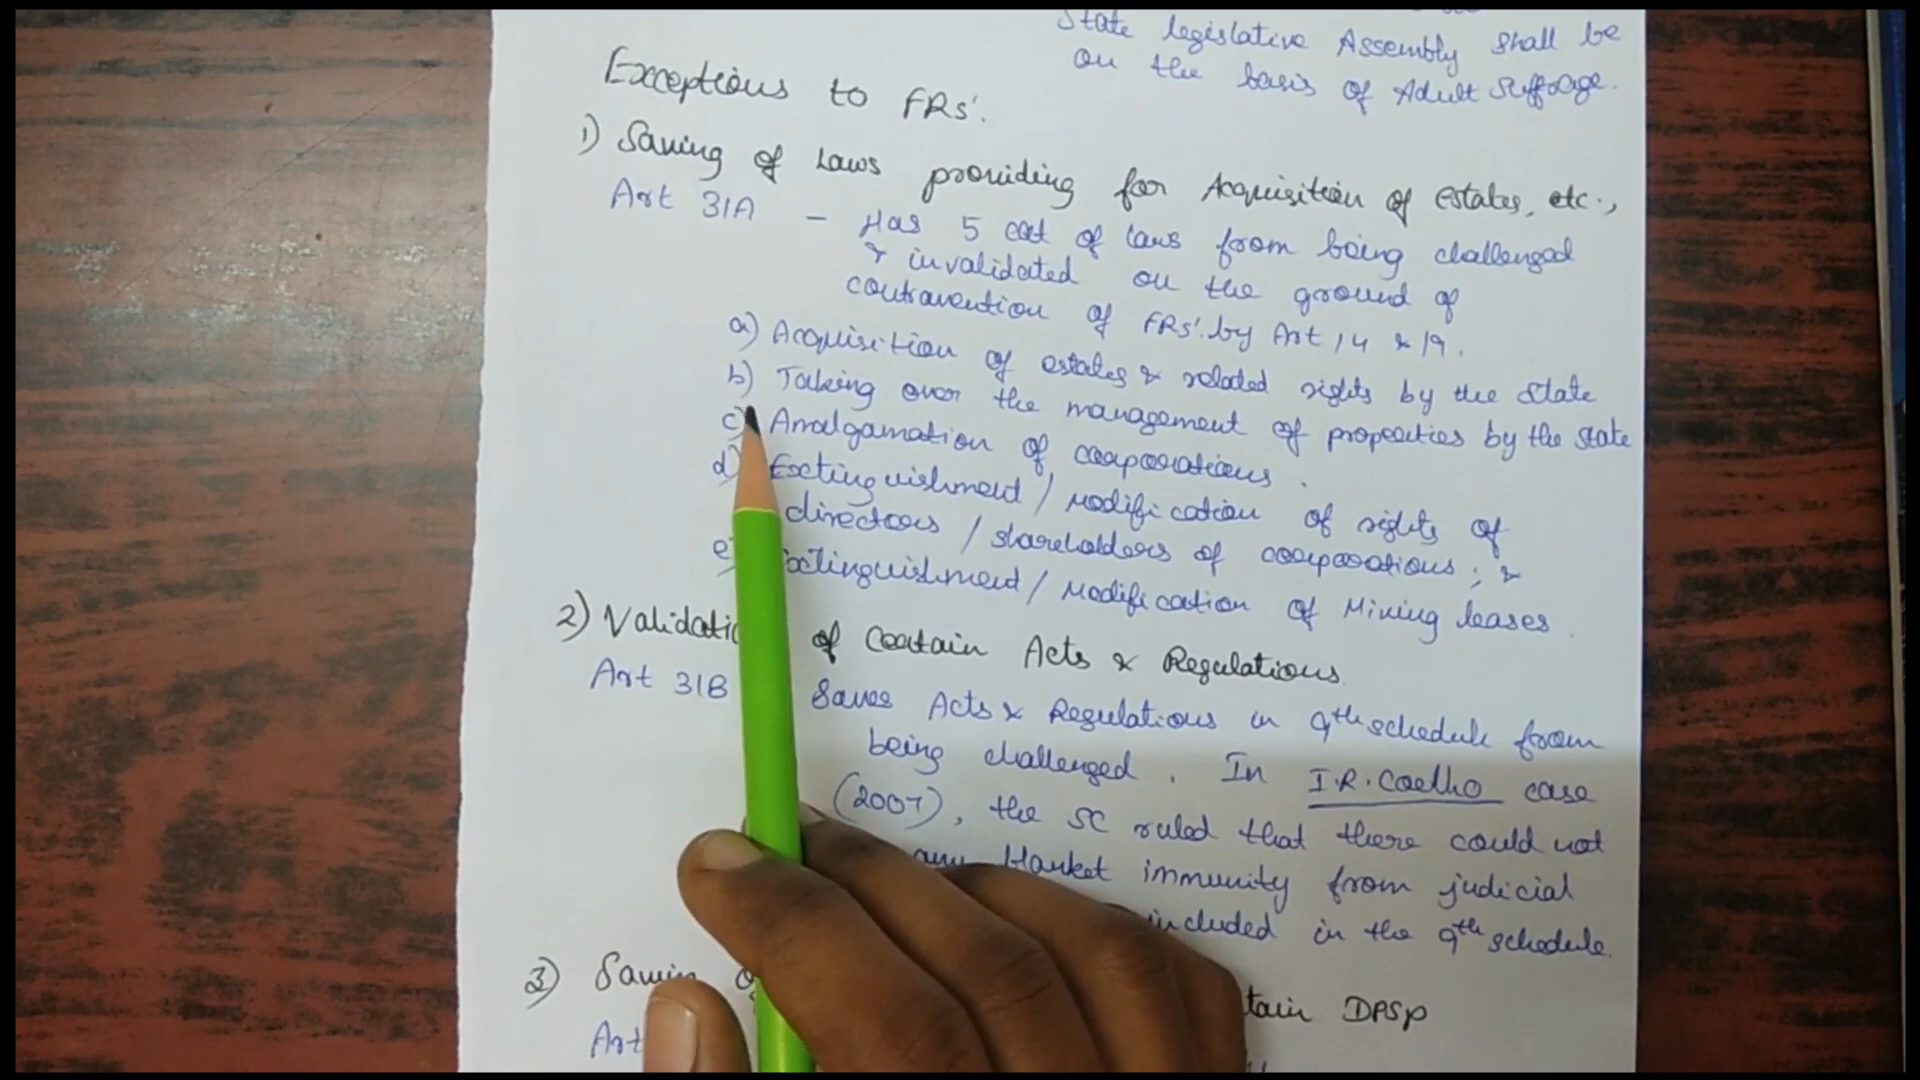 State legislative Assembly shall be
on the basis of Adult Suffrage.
Exceptions to FRs'.
1) Saving of Laws providing for Acquisition of estates, etc.,
Art 31A - Has 5 cat of laws from being challenged
& invalidated on the ground of
contravention of FRs'. by Art 14 & 19.
a) Acquisition of estates & related rights by the state
b) Taking over the management of properties by the state
c) Amalgamation of corporations.
d) Extinguishment / modification of rights of
directors / shareholders of corporations; &
e) Extinguishment / Modification of Mining leases.
2) Validatio of Certain Acts & Regulations.
Art 31B Saves Acts & Regulations in 9th schedule from
being challenged. In I.R. Coelho case
(2007), the SC ruled that there could not
any blanket immunity from judicial
included in the 9th schedule.
3) Savin o tain DPSP
Art